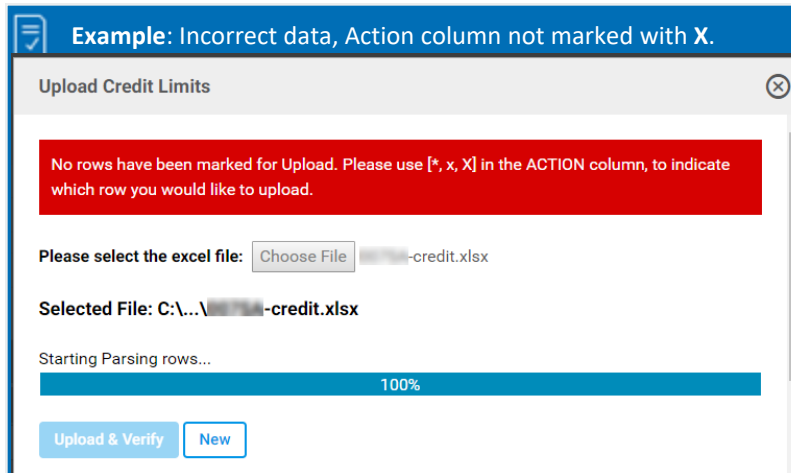 Example: Incorrect data, Action column not marked with X.
Upload Credit Limits
No rows have been marked for Upload. Please use [*, x, X] in the ACTION column, to indicate
which row you would like to upload.
Please select the excel file: Choose File -credit.xlsx
Selected File: C:\...\ -credit.xlsx
Starting Parsing rows...
100%
Upload & Verify New